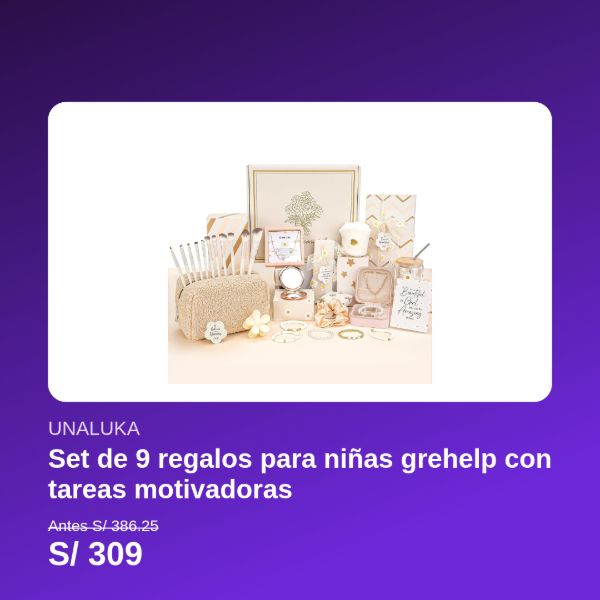 UNALUKA
Set de 9 regalos para niñas grehelp con
tareas motivadoras
Antes S/ 386.25
S/ 309